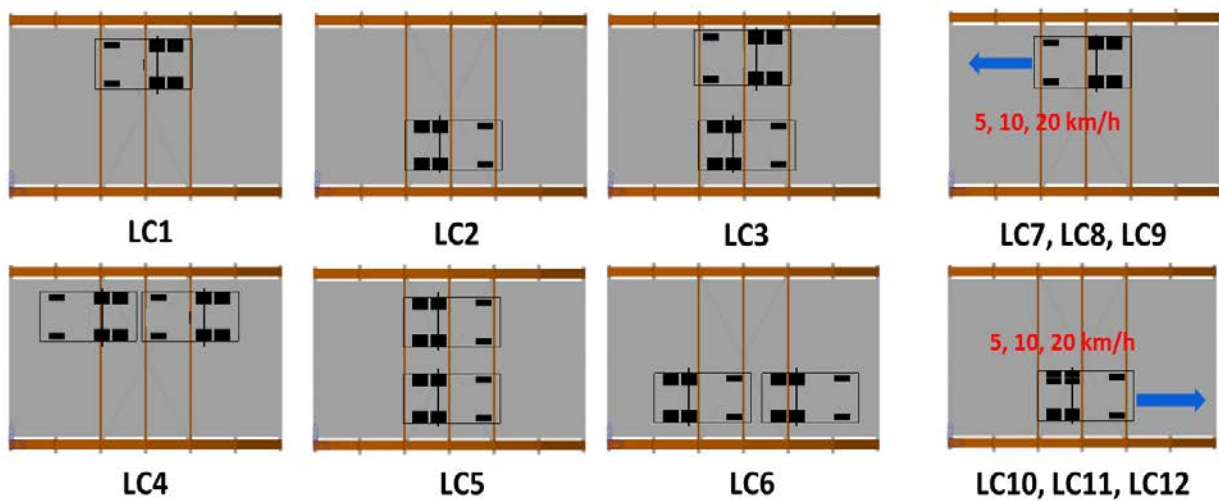 5, 10, 20 km/h
LC1
LC2
LC3
LC7, LC8, LC9
5, 10, 20 km/h
LC4
LC5
LC6
LC10, LC11, LC12